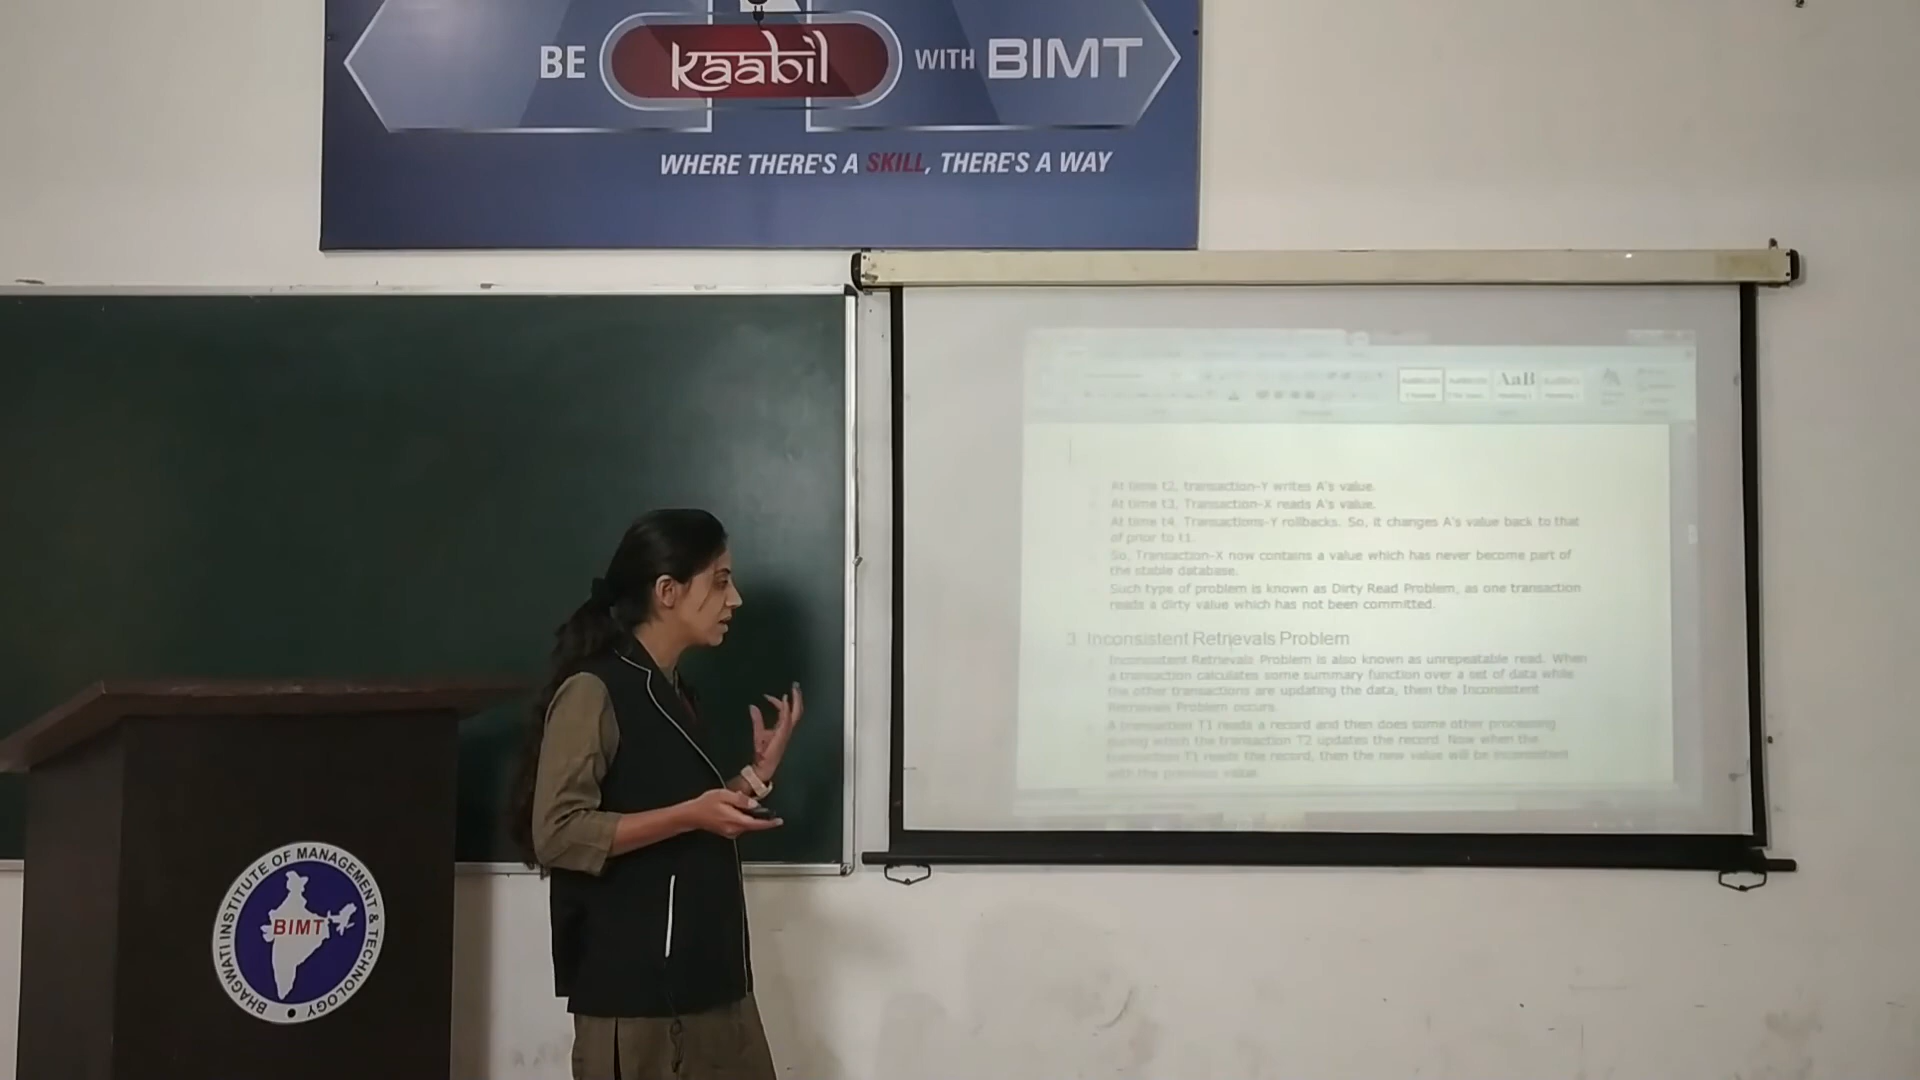 BE kaabil WITH BIMT
WHERE THERE'S A SKILL, THERE'S A WAY
AaB
At time t2, transaction-Y writes A's value.
At time t3, Transaction-X reads A's value.
At time t4, Transactions-Y rollbacks. So, it changes A's value back to that
of prior to t1.
So, Transaction-X now contains a value which has never become part of
the stable database.
Such type of problem is known as Dirty Read Problem, as one transaction
reads a dirty value which has not been committed.
3. Inconsistent Retrievals Problem
Inconsistent Retrievals Problem is also known as unrepeatable read. When
a transaction calculates some summary function over a set of data while
the other transactions are updating the data, then the Inconsistent
Retrievals Problem occurs.
A transaction T1 reads a record and then does some other processing
during which the transaction T2 updates the record. Now when the
transaction T1 reads the record, then the new value will be inconsistent
with the previous value.
BHAGWATI INSTITUTE OF MANAGEMENT & TECHNOLOGY
BIMT